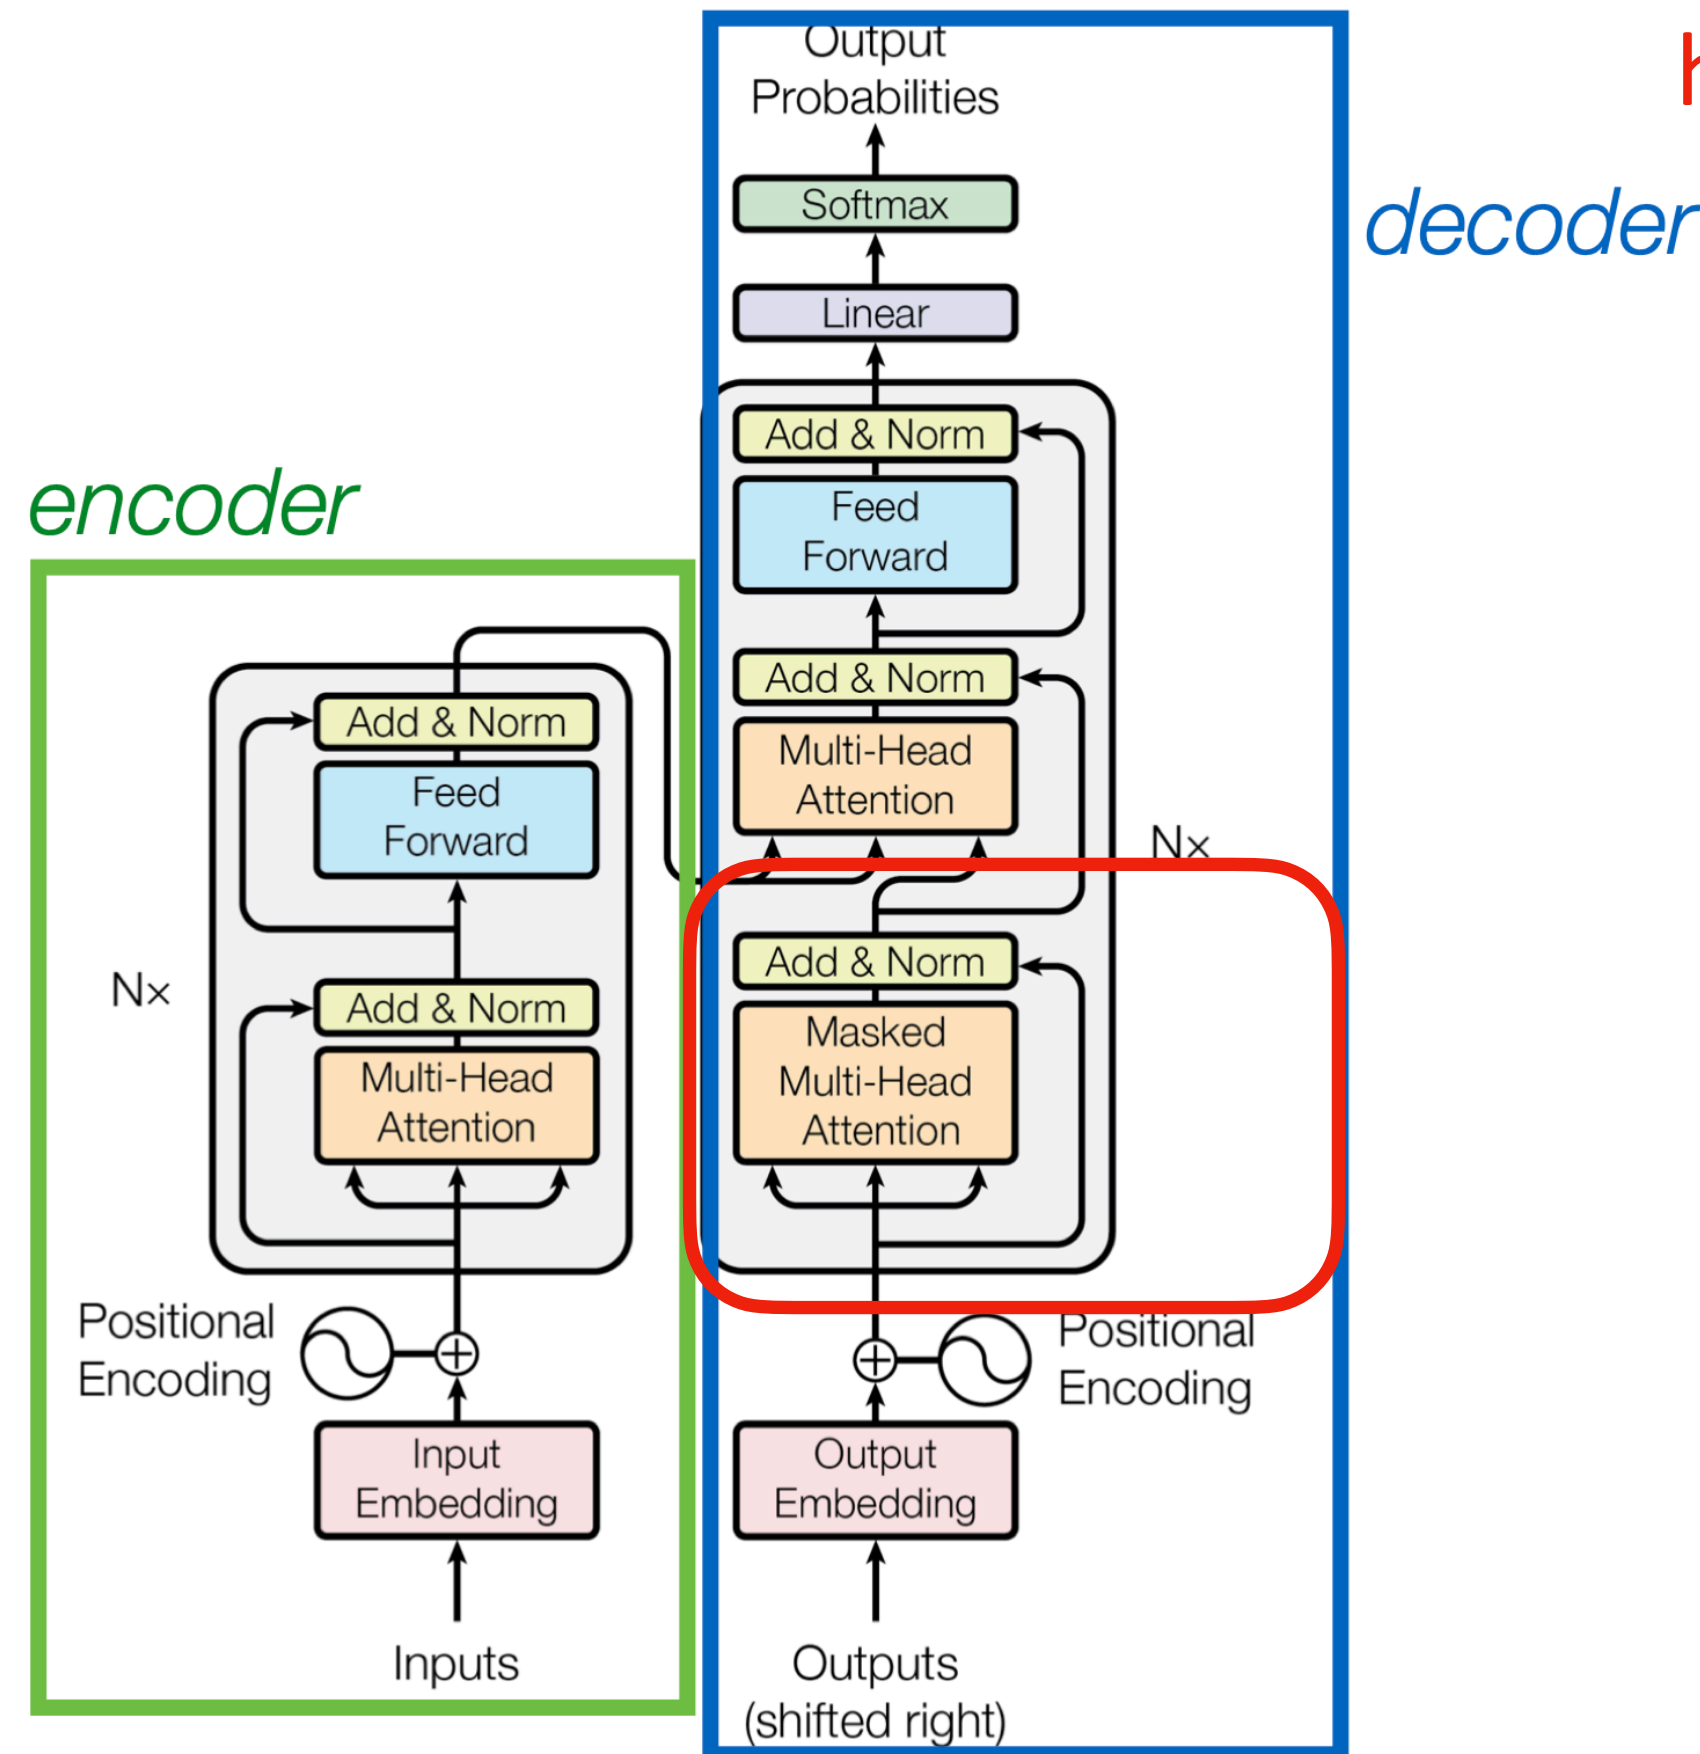 Output
Probabilities
Softmax
decoder
Linear
Add & Norm
Feed
Forward
Add & Norm
Multi-Head
Attention
Nx
Add & Norm
Masked
Multi-Head
Attention
Positional
Encoding
Output
Embedding
Outputs
(shifted right)
encoder
Add & Norm
Feed
Forward
Nx
Add & Norm
Multi-Head
Attention
Positional
Encoding
Input
Embedding
Inputs